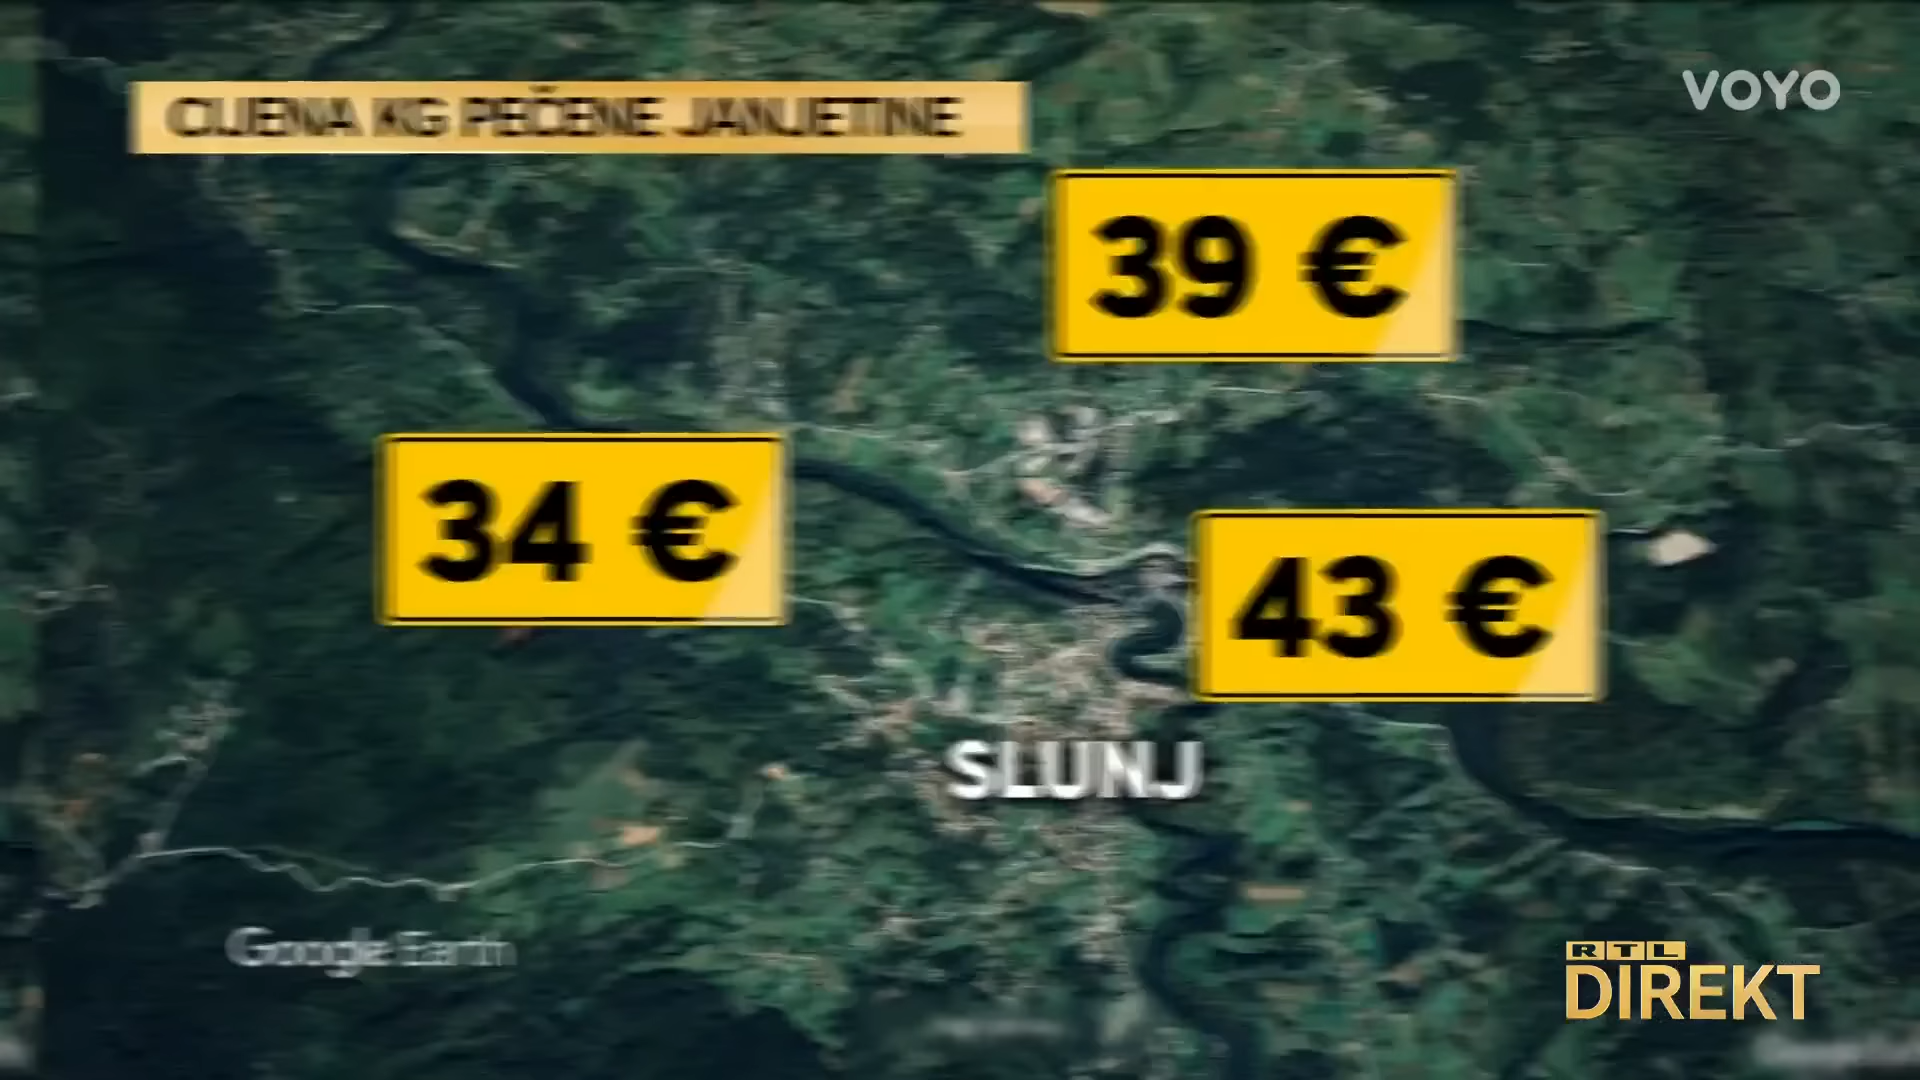 CIJENA KG PEČENE JANJETINE
VOYO
39 €
34 €
43 €
SLUNJ
Google Earth
RTL
DIREKT